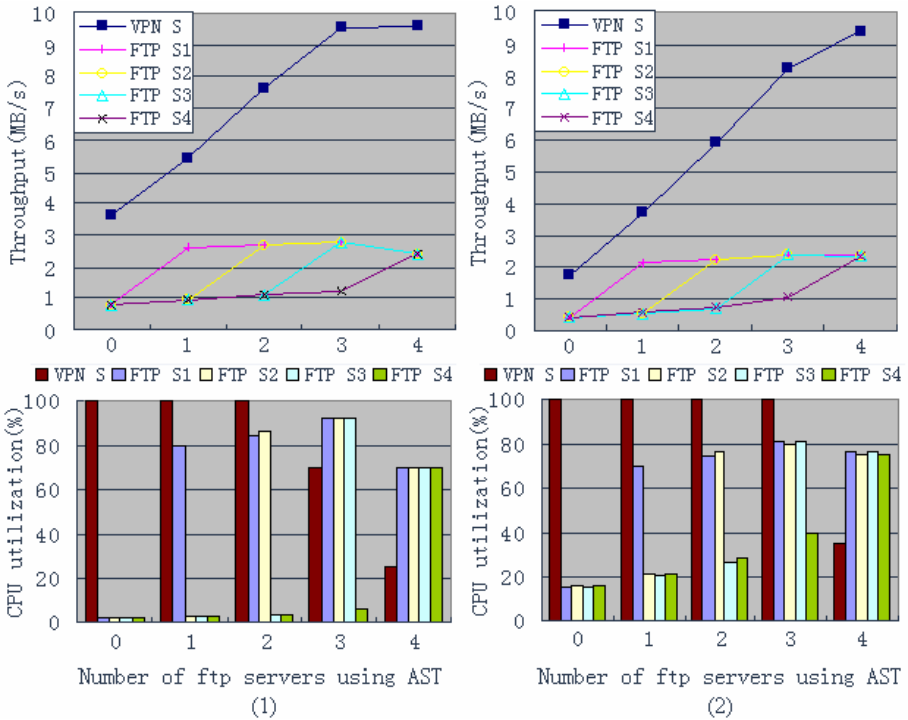 Throughput(MB/s)
10
9
8
7
6
5
4
3
2
1
0
VPN S
FTP S1
FTP S2
FTP S3
FTP S4
0 1 2 3 4
Throughput(MB/s)
10
9
8
7
6
5
4
3
2
1
0
VPN S
FTP S1
FTP S2
FTP S3
FTP S4
0 1 2 3 4
VPN S FTP S1 FTP S2 FTP S3 FTP S4
CPU utilization(%)
100
80
60
40
20
0
0 1 2 3 4
Number of ftp servers using AST
(1)
VPN S FTP S1 FTP S2 FTP S3 FTP S4
CPU utilization(%)
100
80
60
40
20
0
0 1 2 3 4
Number of ftp servers using AST
(2)